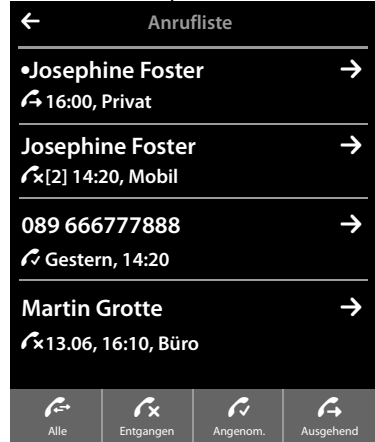 Anrufliste
•Josephine Foster
16:00, Privat
Josephine Foster
[2] 14:20, Mobil
089 666777888
Gestern, 14:20
Martin Grotte
13.06, 16:10, Büro
Alle Entgangen Angenom. Ausgehend